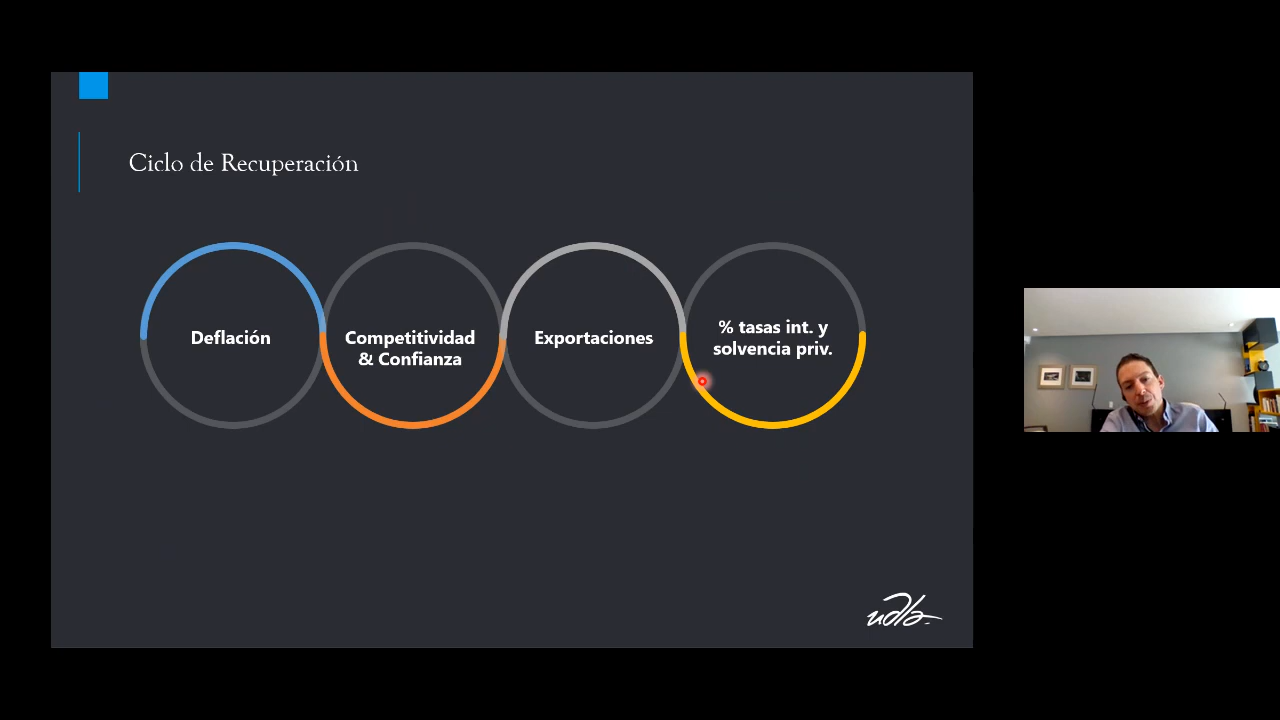 Ciclo de Recuperación
Deflación
Competitividad
& Confianza
Exportaciones
% tasas int. y
solvencia priv.
udla